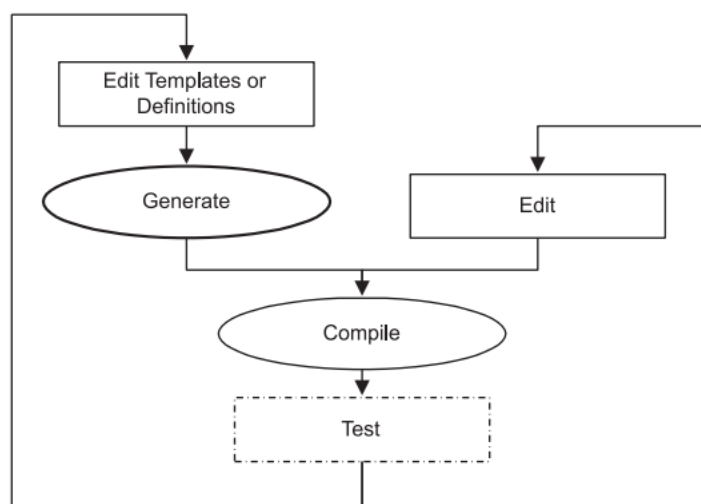 Edit Templates or
Definitions
Generate
Edit
Compile
Test